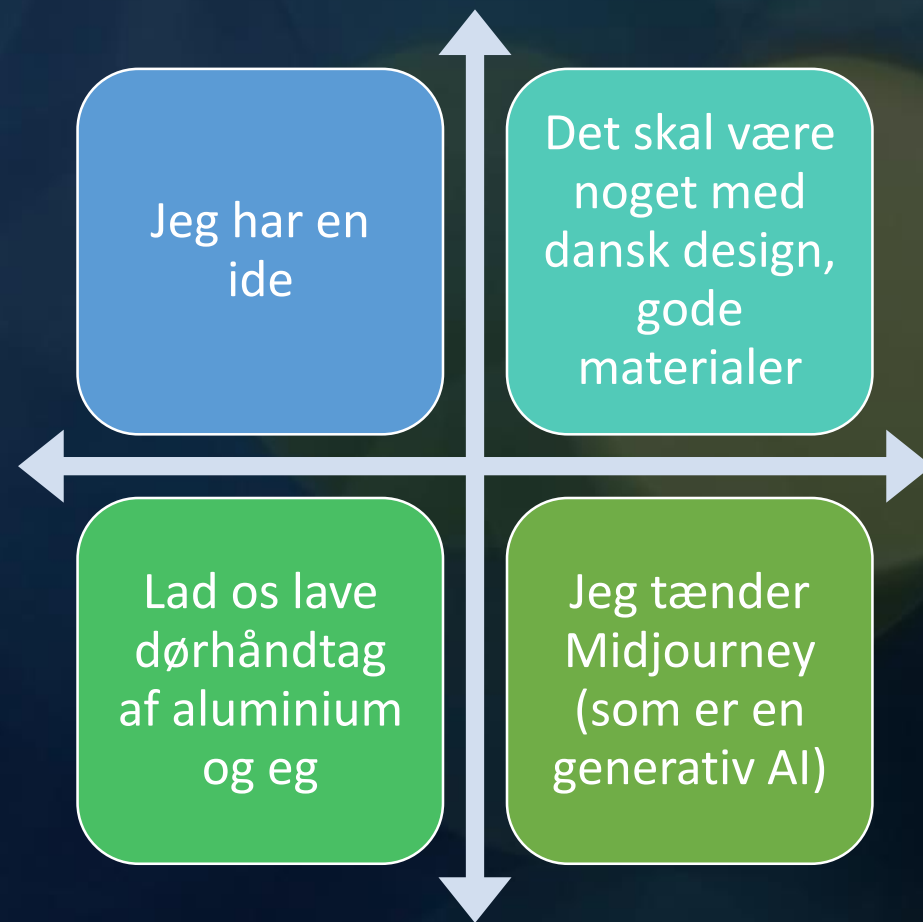 Jeg har en
ide
Det skal være
noget med
dansk design,
gode
materialer
Lad os lave
dørhåndtag
af aluminium
og eg
Jeg tænder
Midjourney
(som er en
generativ AI)